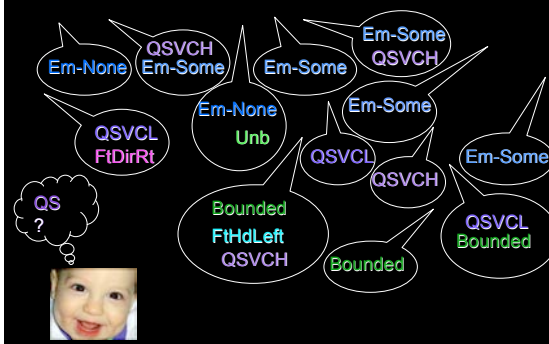 Em-None
QSVCH
Em-Some
Em-Some
Em-Some
QSVCH
Em-None
Unb
Em-Some
QSVCL
FtDirRt
QSVCL
QSVCH
Em-Some
QS
?
Bounded
FtHdLeft
QSVCH
Bounded
QSVCL
Bounded